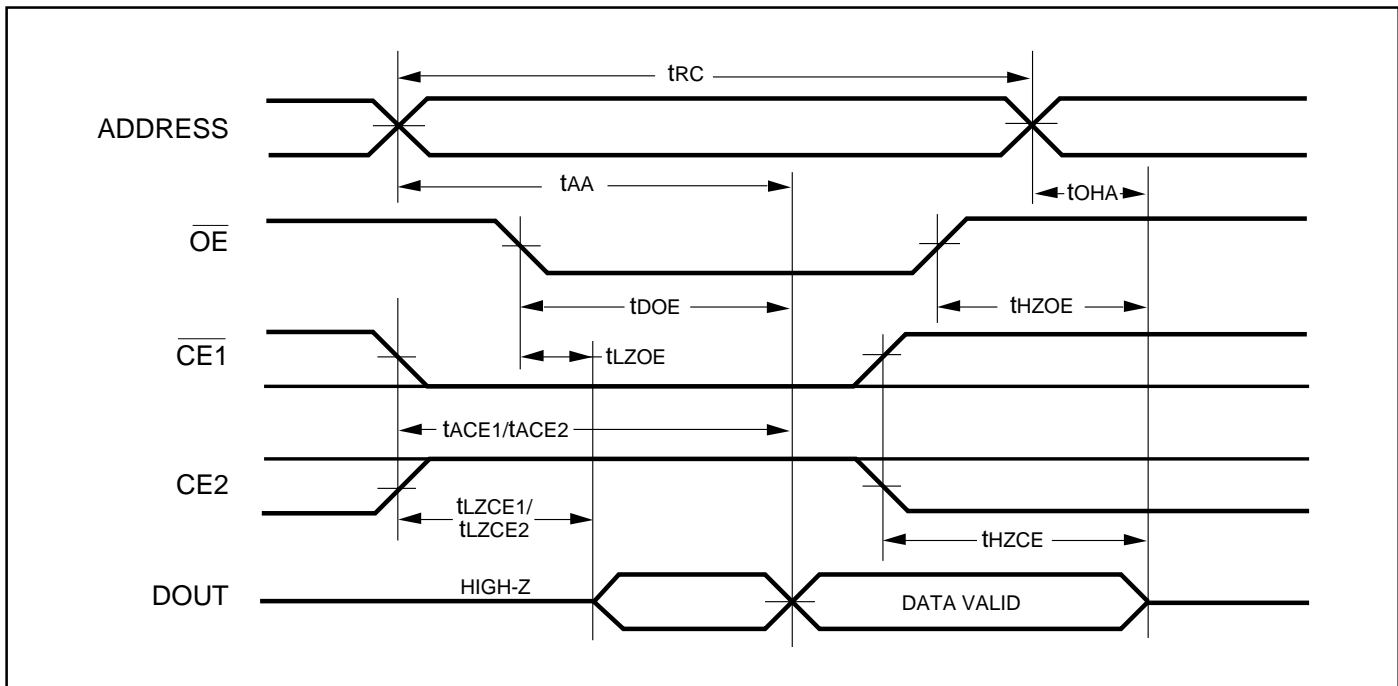 tRC
ADDRESS
tAA
tOHA
OE
tDOE
tHZOE
CE1
tLZOE
tACE1/tACE2
CE2
tLZCE1/
tLZCE2
tHZCE
DOUT
HIGH-Z
DATA VALID